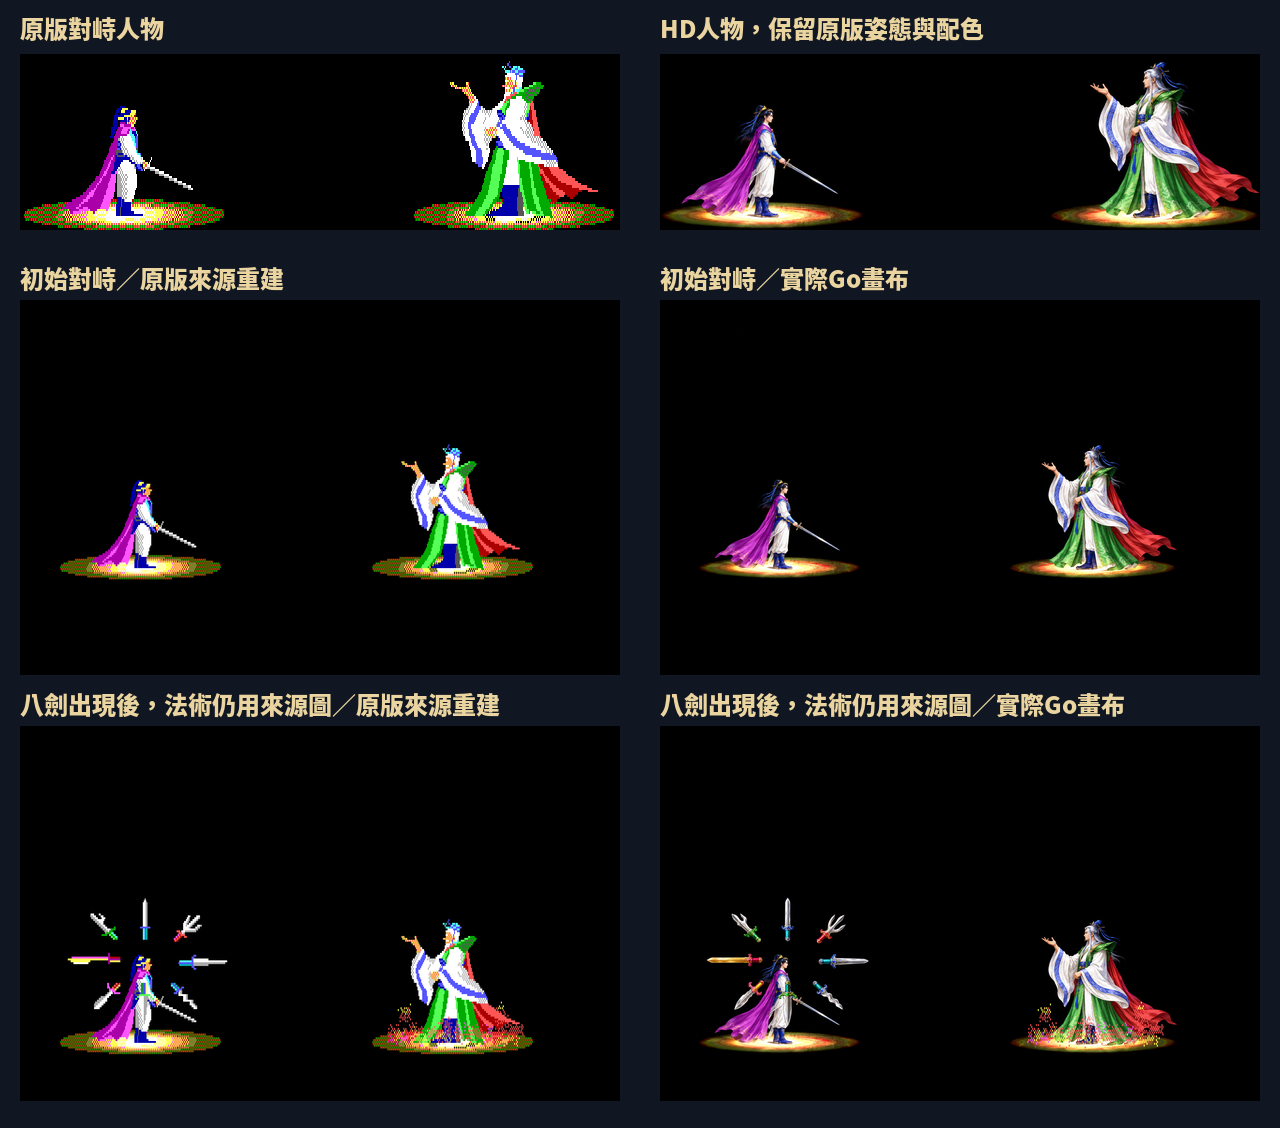 原版對峙人物
HD人物，保留原版姿態與配色
初始對峙／原版來源重建
初始對峙／實際Go畫布
八劍出現後，法術仍用來源圖／原版來源重建
八劍出現後，法術仍用來源圖／實際Go畫布